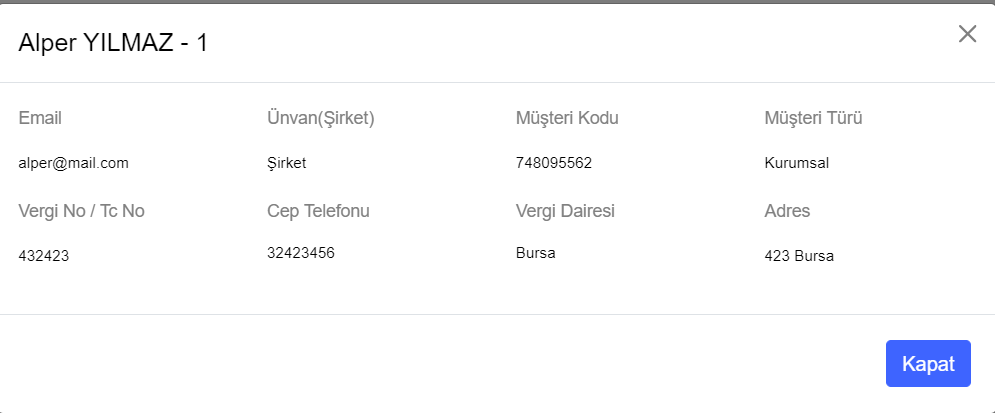 Alper YILMAZ - 1
Email Ünvan(Şirket) Müşteri Kodu Müşteri Türü
alper@mail.com Şirket 748095562 Kurumsal
Vergi No / Tc No Cep Telefonu Vergi Dairesi Adres
432423 32423456 Bursa 423 Bursa
Kapat